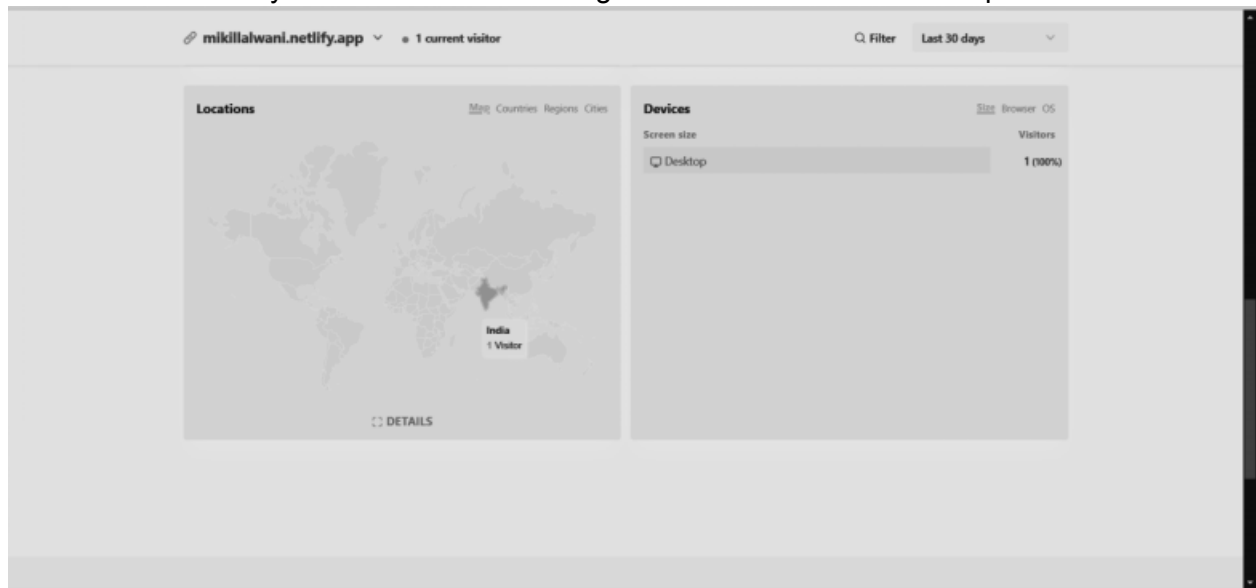 mikillalwani.netlify.app
1 current visitor
Filter
Last 30 days
Locations
Map Countries Regions Cities
India
1 Visitor
DETAILS
Devices
Size Browser OS
Screen size Visitors
Desktop 1 (100%)